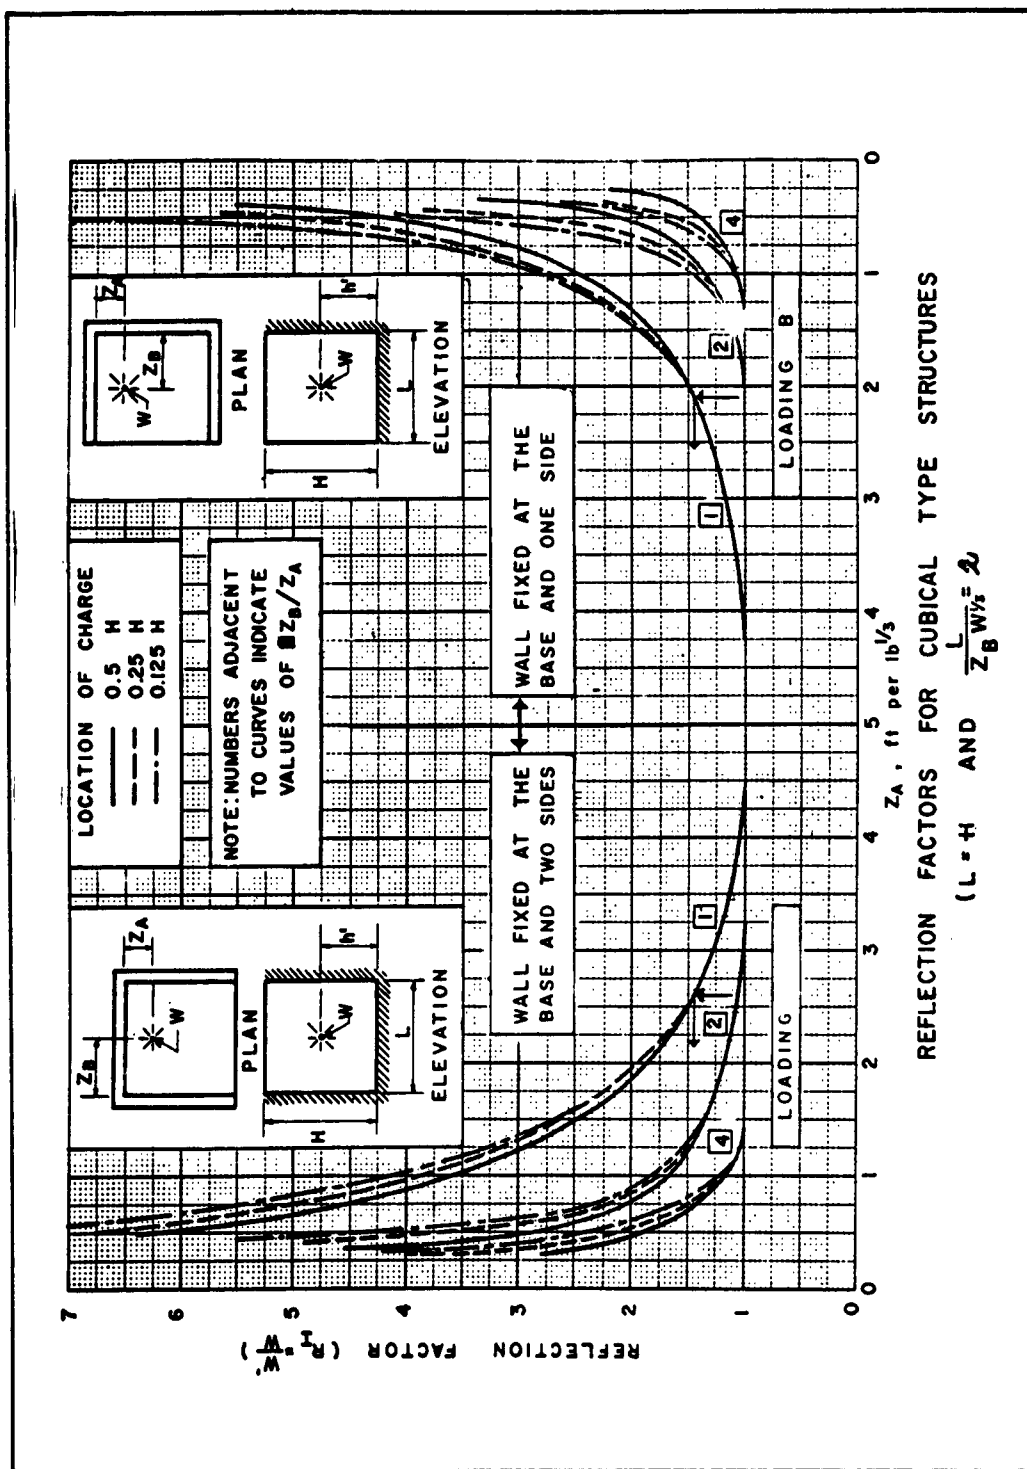 LOCATION OF CHARGE
0.5 H
0.25 H
0.125 H
NOTE: NUMBERS ADJACENT
TO CURVES INDICATE
VALUES OF Z_B/Z_A
Z_B
Z_A
W
PLAN
H
h'
W
L
ELEVATION
Z_A
Z_B
W
PLAN
H
h'
W
L
ELEVATION
WALL FIXED AT THE
BASE AND TWO SIDES
WALL FIXED AT THE
BASE AND ONE SIDE
1
2
4
1
2
4
LOADING
LOADING B
REFLECTION FACTOR (R_I = W'/W)
7
6
5
4
3
2
1
0
0 1 2 3 4 5 4 3 2 1 0
Z_A, ft per lb^1/3
REFLECTION FACTORS FOR CUBICAL TYPE STRUCTURES
(L = H AND L/(Z_B W^1/3) = 2